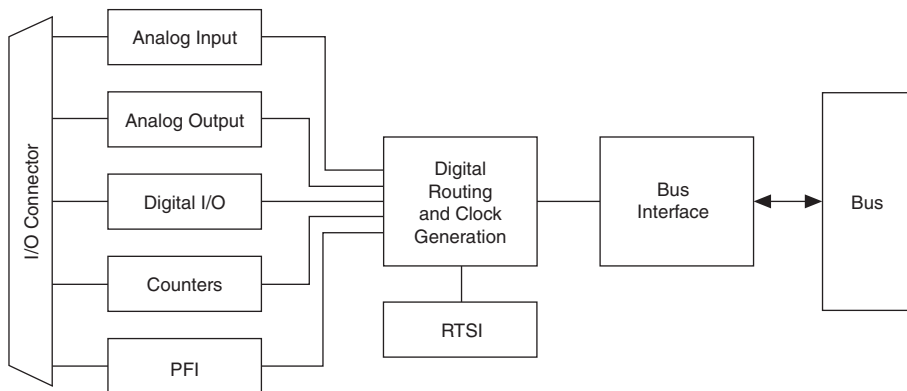 I/O Connector
Analog Input
Analog Output
Digital I/O
Counters
PFI
Digital
Routing
and Clock
Generation
RTSI
Bus
Interface
Bus